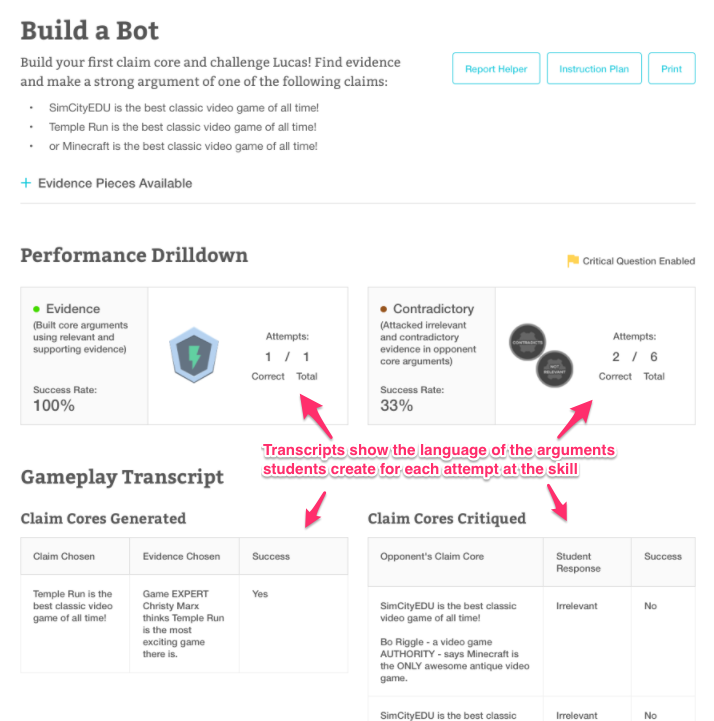 Build a Bot
Build your first claim core and challenge Lucas! Find evidence
and make a strong argument of one of the following claims:
Report Helper
Instruction Plan
Print
• SimCityEDU is the best classic video game of all time!
• Temple Run is the best classic video game of all time!
• or Minecraft is the best classic video game of all time!
+ Evidence Pieces Available
Performance Drilldown
Critical Question Enabled
Evidence
(Built core arguments
using relevant and
supporting evidence)
Success Rate:
100%
Attempts:
1 / 1
Correct Total
Contradictory
(Attacked irrelevant
and contradictory
evidence in opponent
core arguments)
Success Rate:
33%
CONTRADICTS
NOT
RELEVANT
Attempts:
2 / 6
Correct Total
Transcripts show the language of the arguments
students create for each attempt at the skill
Gameplay Transcript
Claim Cores Generated
Claim Chosen
Evidence Chosen
Success
Temple Run is the
best classic video
game of all time!
Game EXPERT
Christy Marx
thinks Temple Run
is the most
exciting game
there is.
Yes
Claim Cores Critiqued
Opponent's Claim Core
Student
Response
Success
SimCityEDU is the best classic
video game of all time!
Bo Riggle - a video game
AUTHORITY - says Minecraft is
the ONLY awesome antique video
game.
Irrelevant
No
SimCityEDU is the best classic
Irrelevant
No